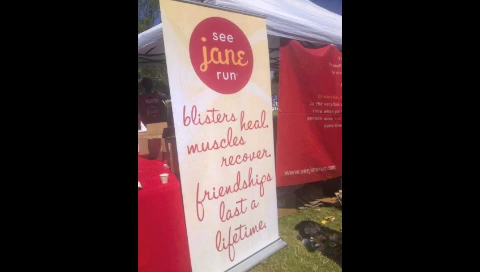 see
jane
run
blisters heal.
muscles
recover.
friendships
last a
lifetime.
www.seejanerun.com